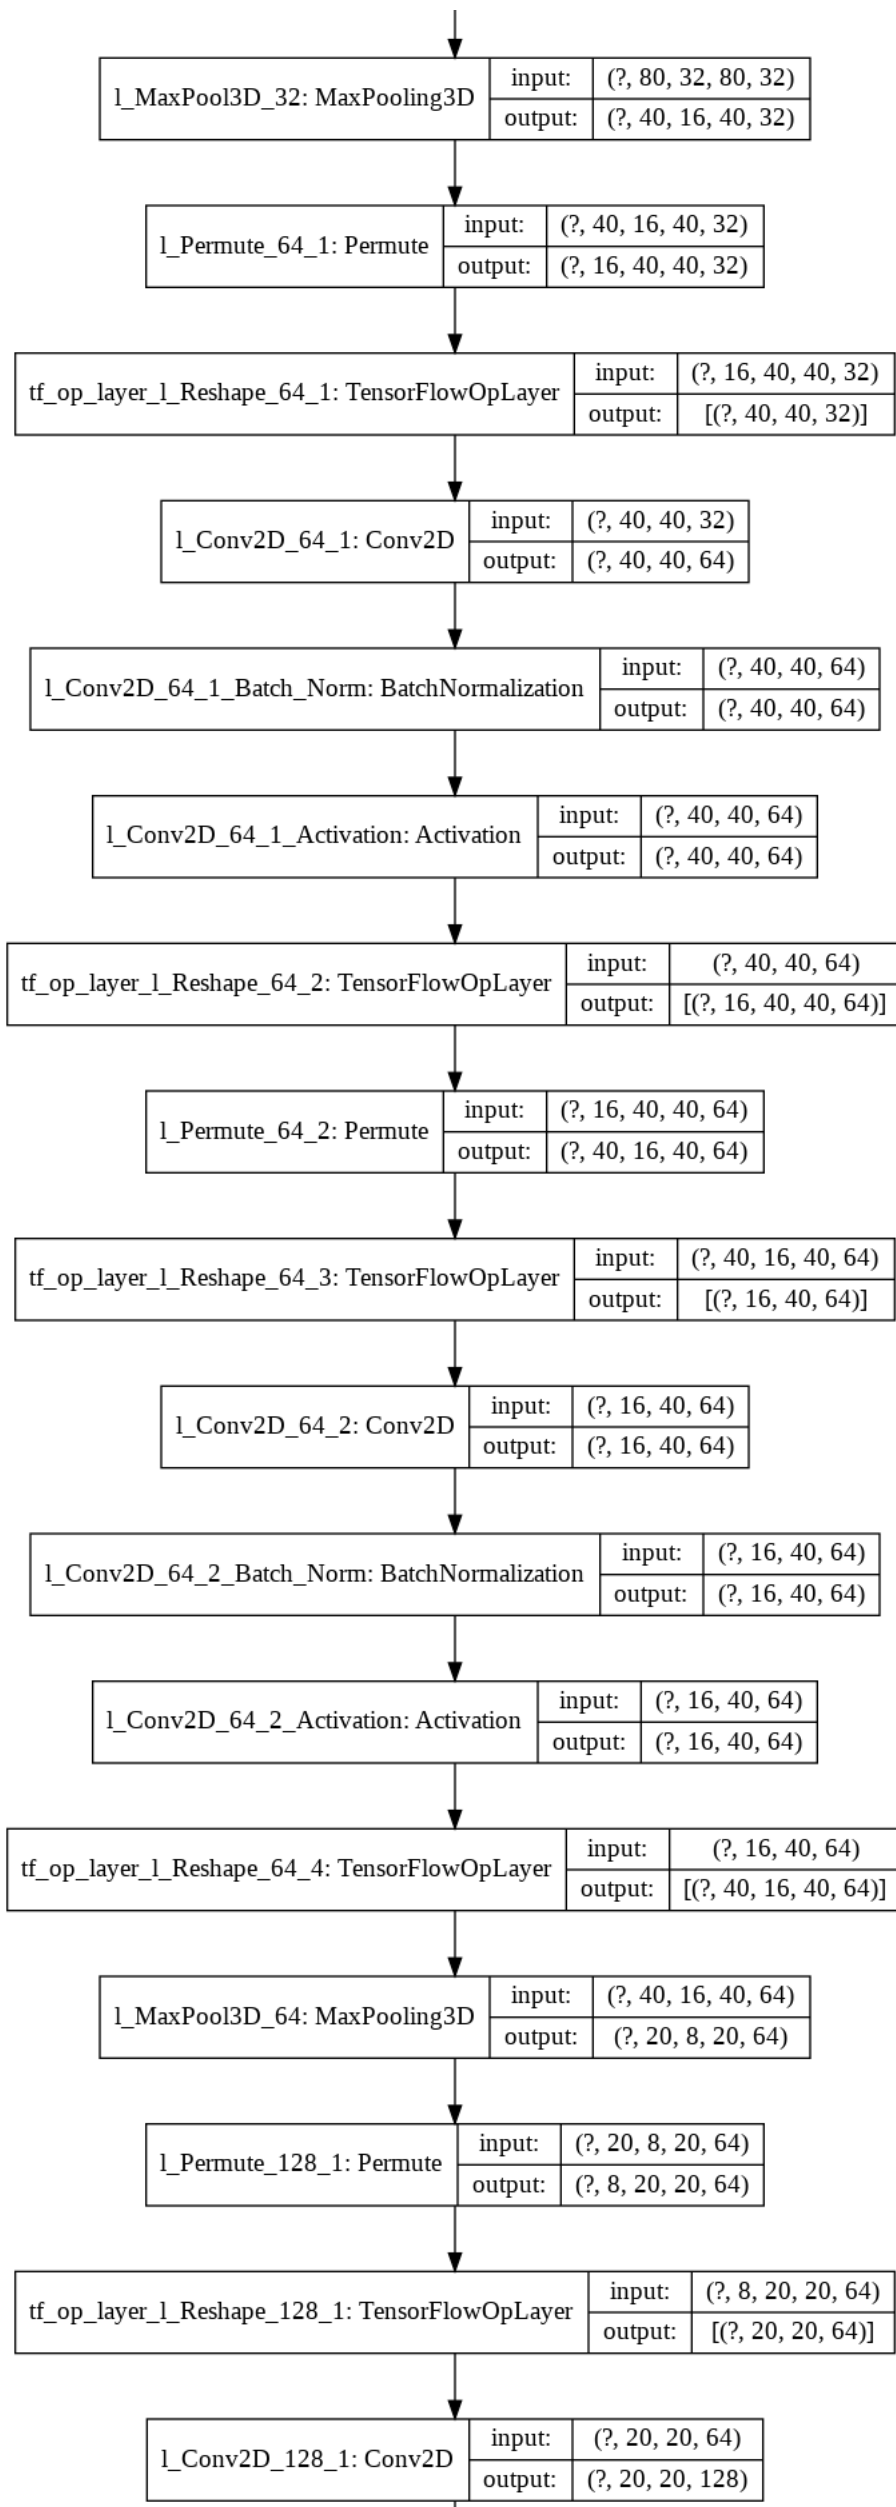 l_MaxPool3D_32: MaxPooling3D
input: (?, 80, 32, 80, 32)
output: (?, 40, 16, 40, 32)
l_Permute_64_1: Permute
input: (?, 40, 16, 40, 32)
output: (?, 16, 40, 40, 32)
tf_op_layer_l_Reshape_64_1: TensorFlowOpLayer
input: (?, 16, 40, 40, 32)
output: [(?, 40, 40, 32)]
l_Conv2D_64_1: Conv2D
input: (?, 40, 40, 32)
output: (?, 40, 40, 64)
l_Conv2D_64_1_Batch_Norm: BatchNormalization
input: (?, 40, 40, 64)
output: (?, 40, 40, 64)
l_Conv2D_64_1_Activation: Activation
input: (?, 40, 40, 64)
output: (?, 40, 40, 64)
tf_op_layer_l_Reshape_64_2: TensorFlowOpLayer
input: (?, 40, 40, 64)
output: [(?, 16, 40, 40, 64)]
l_Permute_64_2: Permute
input: (?, 16, 40, 40, 64)
output: (?, 40, 16, 40, 64)
tf_op_layer_l_Reshape_64_3: TensorFlowOpLayer
input: (?, 40, 16, 40, 64)
output: [(?, 16, 40, 64)]
l_Conv2D_64_2: Conv2D
input: (?, 16, 40, 64)
output: (?, 16, 40, 64)
l_Conv2D_64_2_Batch_Norm: BatchNormalization
input: (?, 16, 40, 64)
output: (?, 16, 40, 64)
l_Conv2D_64_2_Activation: Activation
input: (?, 16, 40, 64)
output: (?, 16, 40, 64)
tf_op_layer_l_Reshape_64_4: TensorFlowOpLayer
input: (?, 16, 40, 64)
output: [(?, 40, 16, 40, 64)]
l_MaxPool3D_64: MaxPooling3D
input: (?, 40, 16, 40, 64)
output: (?, 20, 8, 20, 64)
l_Permute_128_1: Permute
input: (?, 20, 8, 20, 64)
output: (?, 8, 20, 20, 64)
tf_op_layer_l_Reshape_128_1: TensorFlowOpLayer
input: (?, 8, 20, 20, 64)
output: [(?, 20, 20, 64)]
l_Conv2D_128_1: Conv2D
input: (?, 20, 20, 64)
output: (?, 20, 20, 128)